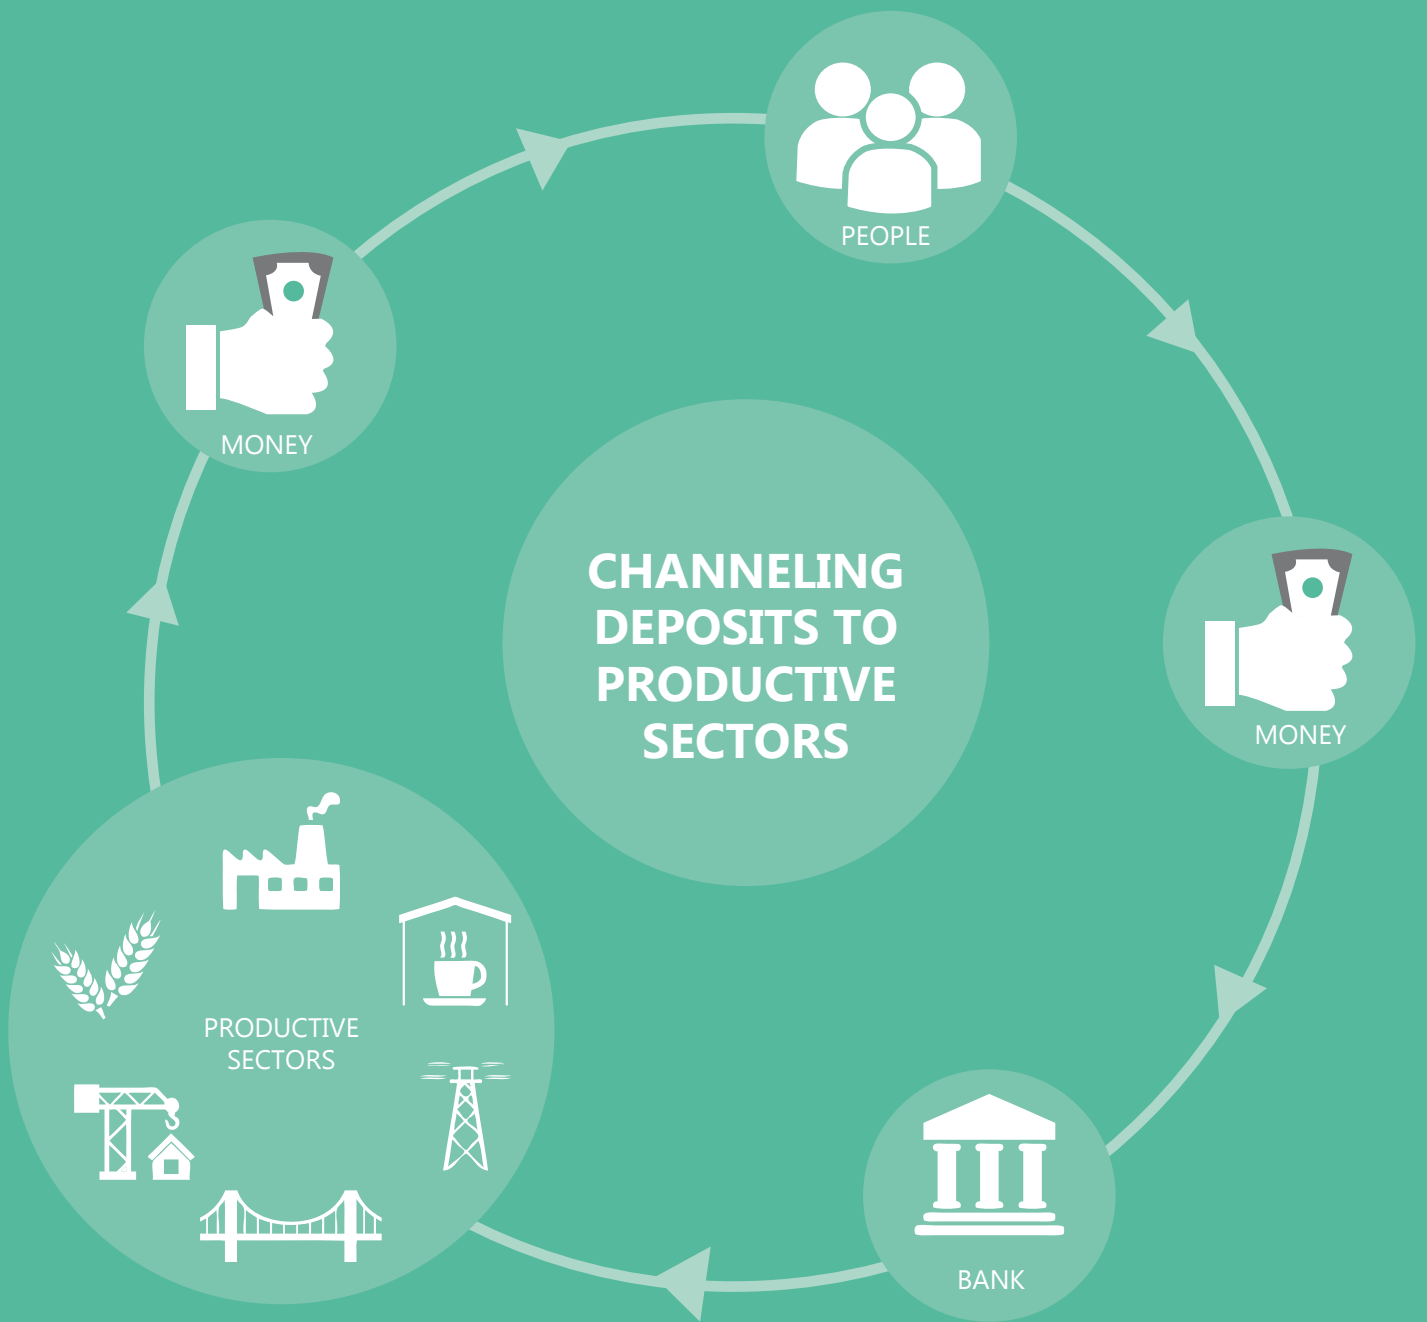 PEOPLE
MONEY
CHANNELING
DEPOSITS TO
PRODUCTIVE
SECTORS
MONEY
PRODUCTIVE
SECTORS
BANK